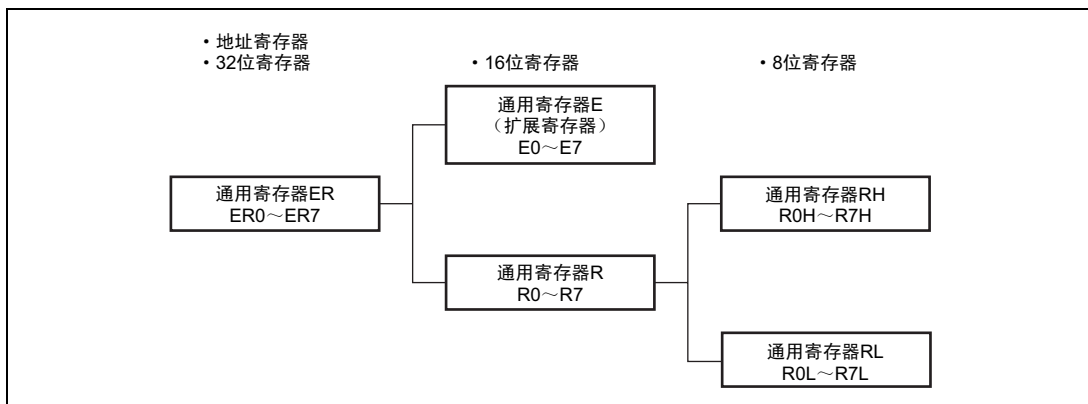 ・地址寄存器
・32位寄存器
・16位寄存器
・8位寄存器
通用寄存器E
（扩展寄存器）
E0～E7
通用寄存器ER
ER0～ER7
通用寄存器RH
R0H～R7H
通用寄存器R
R0～R7
通用寄存器RL
R0L～R7L